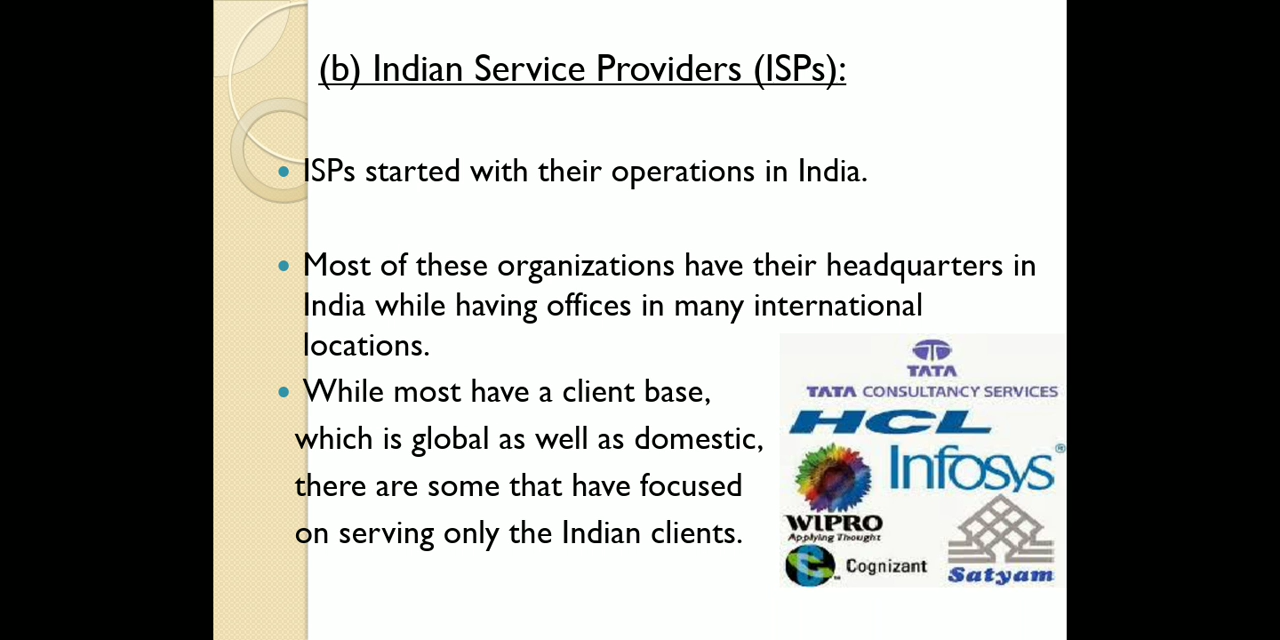 (b) Indian Service Providers (ISPs):
ISPs started with their operations in India.
Most of these organizations have their headquarters in
India while having offices in many international
locations.
While most have a client base,
which is global as well as domestic,
there are some that have focused
on serving only the Indian clients.
TATA
TATA CONSULTANCY SERVICES
HCL
Infosys®
WIPRO
Applying Thought
Cognizant
Satyam